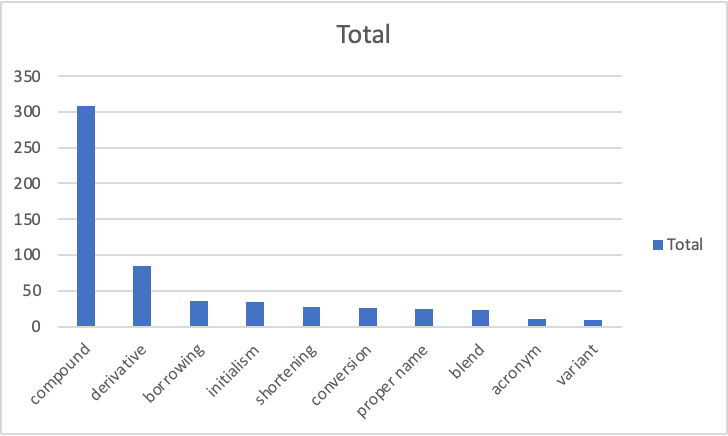 Total
350
300
250
200
150
100
50
0
compound
derivative
borrowing
initialism
shortening
conversion
proper name
blend
acronym
variant
Total